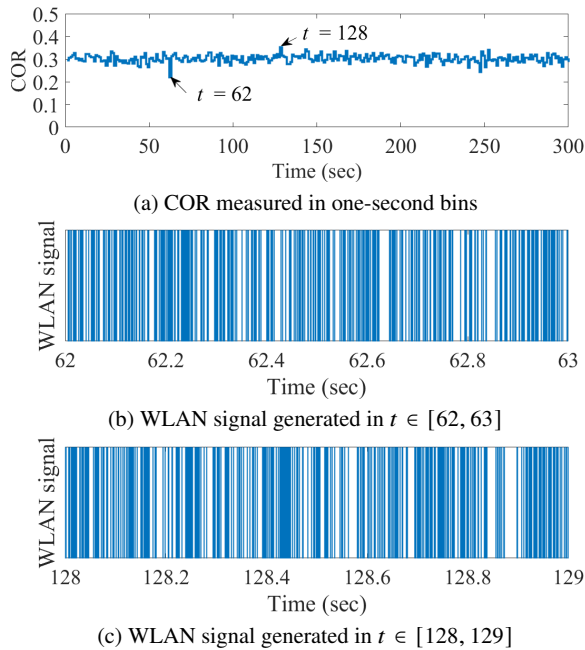 0.5
0.4
0.3
0.2
0.1
0
COR
t = 128
t = 62
0 50 100 150 200 250 300
Time (sec)
(a) COR measured in one-second bins
WLAN signal
62 62.2 62.4 62.6 62.8 63
Time (sec)
(b) WLAN signal generated in t ∈ [62, 63]
WLAN signal
128 128.2 128.4 128.6 128.8 129
Time (sec)
(c) WLAN signal generated in t ∈ [128, 129]